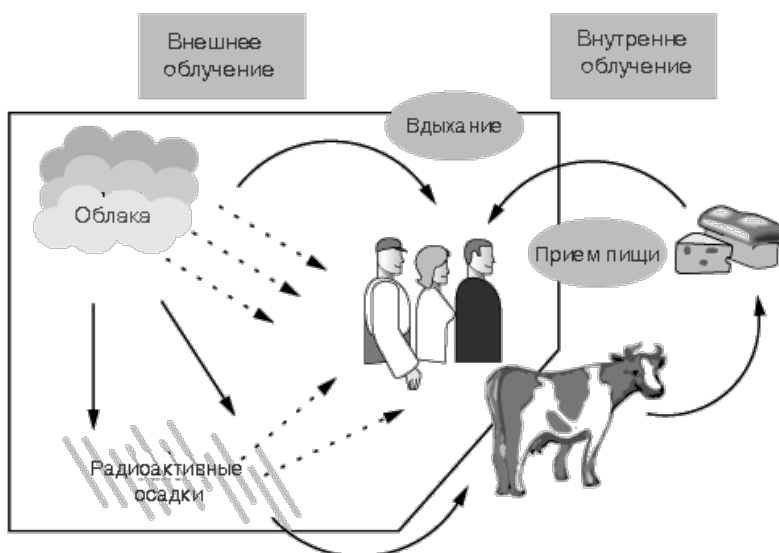 Внешнее
облучение
Внутренне
облучение
Вдыхание
Облака
Прием пищи
Радиоактивные
осадки